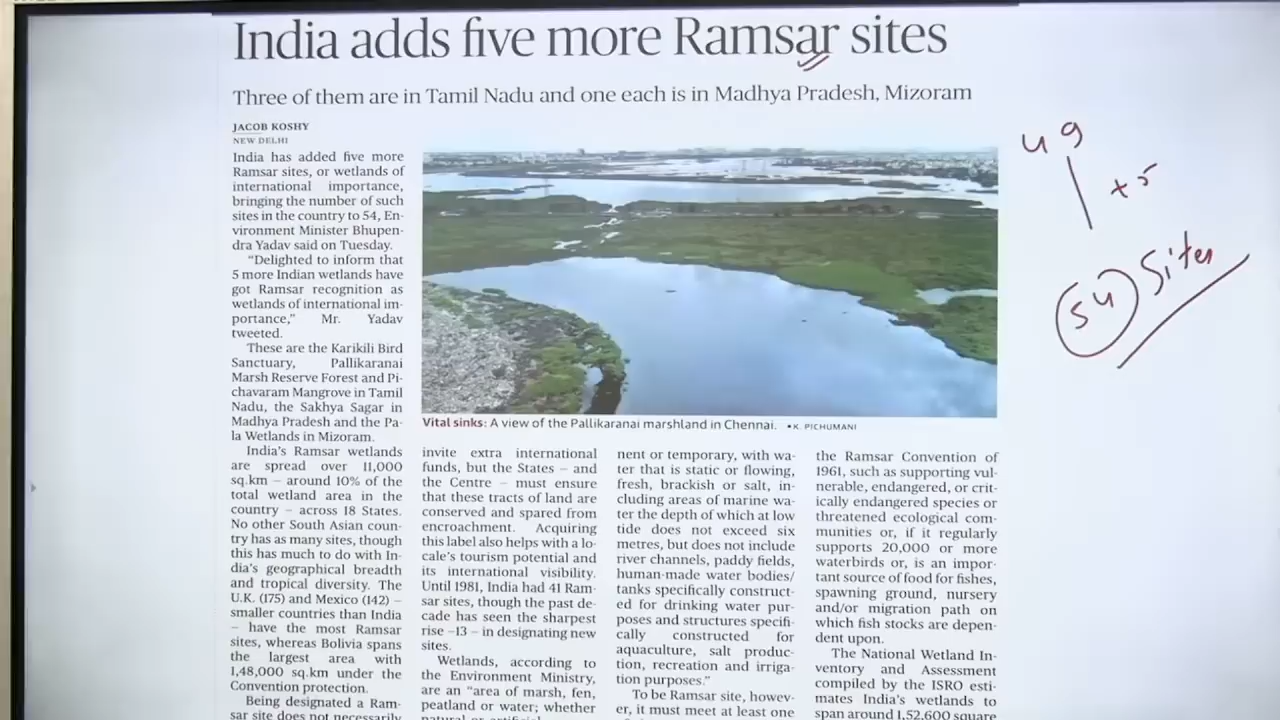 India adds five more Ramsar sites
Three of them are in Tamil Nadu and one each is in Madhya Pradesh, Mizoram
JACOB KOSHY
NEW DELHI
India has added five more
Ramsar sites, or wetlands of
international importance,
bringing the number of such
sites in the country to 54, En-
vironment Minister Bhupen-
dra Yadav said on Tuesday.
“Delighted to inform that
5 more Indian wetlands have
got Ramsar recognition as
wetlands of international im-
portance,” Mr. Yadav
tweeted.
These are the Karikili Bird
Sanctuary, Pallikaranai
Marsh Reserve Forest and Pi-
chavaram Mangrove in Tamil
Nadu, the Sakhya Sagar in
Madhya Pradesh and the Pa-
la Wetlands in Mizoram.
India’s Ramsar wetlands
are spread over 11,000
sq.km – around 10% of the
total wetland area in the
country – across 18 States.
No other South Asian coun-
try has as many sites, though
this has much to do with In-
dia’s geographical breadth
and tropical diversity. The
U.K. (175) and Mexico (142) –
smaller countries than India
– have the most Ramsar
sites, whereas Bolivia spans
the largest area with
1,48,000 sq.km under the
Convention protection.
Being designated a Ram-
sar site does not necessarily
Vital sinks: A view of the Pallikaranai marshland in Chennai. •K. PICHUMANI
invite extra international
funds, but the States – and
the Centre – must ensure
that these tracts of land are
conserved and spared from
encroachment. Acquiring
this label also helps with a lo-
cale’s tourism potential and
its international visibility.
Until 1981, India had 41 Ram-
sar sites, though the past de-
cade has seen the sharpest
rise –13 – in designating new
sites.
Wetlands, according to
the Environment Ministry,
are an “area of marsh, fen,
peatland or water; whether
natural or artificial,
nent or temporary, with wa-
ter that is static or flowing,
fresh, brackish or salt, in-
cluding areas of marine wa-
ter the depth of which at low
tide does not exceed six
metres, but does not include
river channels, paddy fields,
human-made water bodies/
tanks specifically construct-
ed for drinking water pur-
poses and structures specifi-
cally constructed for
aquaculture, salt produc-
tion, recreation and irriga-
tion purposes.”
To be Ramsar site, howev-
er, it must meet at least one
the Ramsar Convention of
1961, such as supporting vul-
nerable, endangered, or crit-
ically endangered species or
threatened ecological com-
munities or, if it regularly
supports 20,000 or more
waterbirds or, is an impor-
tant source of food for fishes,
spawning ground, nursery
and/or migration path on
which fish stocks are depen-
dent upon.
The National Wetland In-
ventory and Assessment
compiled by the ISRO esti-
mates India’s wetlands to
span around 1,52,600 square
49
+5
54 Sites